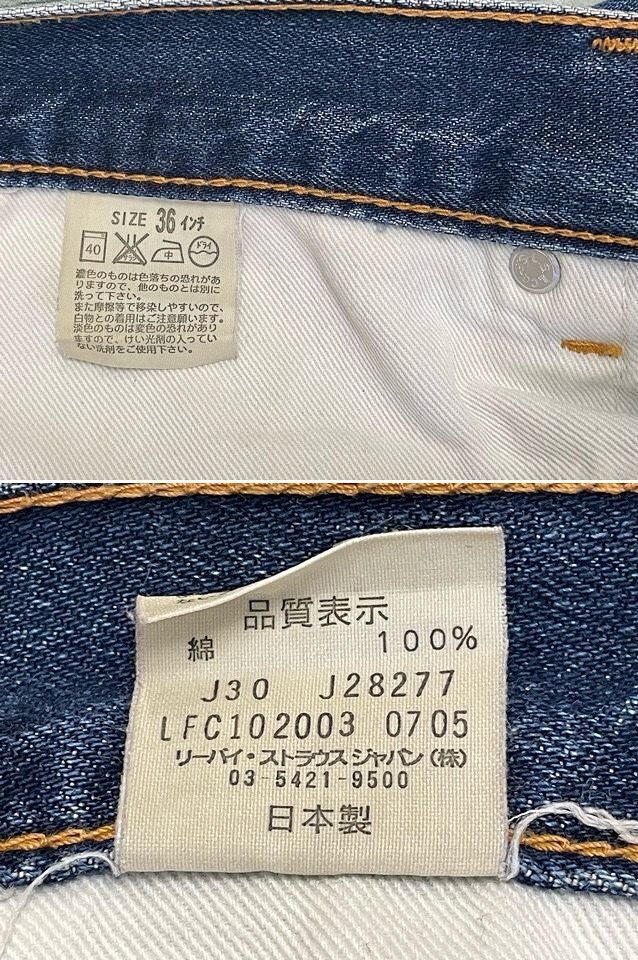 SIZE 36 インチ
40 中 ドライ
濃色のものは色落ちの恐れがあ
りますので、他のものとは別に
洗って下さい。
また摩擦等で移染しやすいので、
白物との着用はご注意願います。
淡色のものは変色の恐れがあり
ますので、けい光剤の入ってい
ない洗剤をご使用下さい。
品質表示
綿 100%
J30 J28277
LFC102003 0705
リーバイ・ストラウス ジャパン(株)
03-5421-9500
日本製